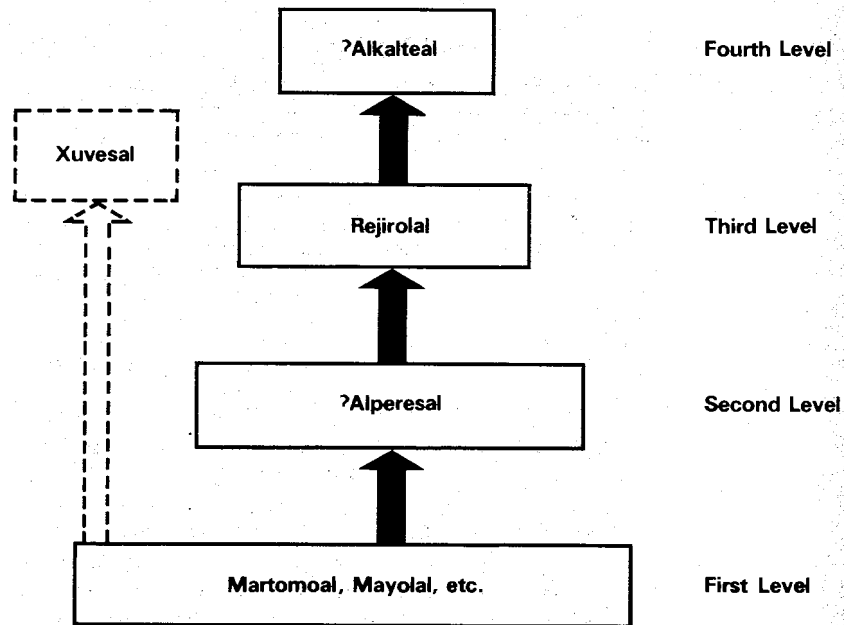 ʔAlkalteal Fourth Level
Xuvesal
Rejirolal Third Level
ʔAlperesal Second Level
Martomoal, Mayolal, etc. First Level